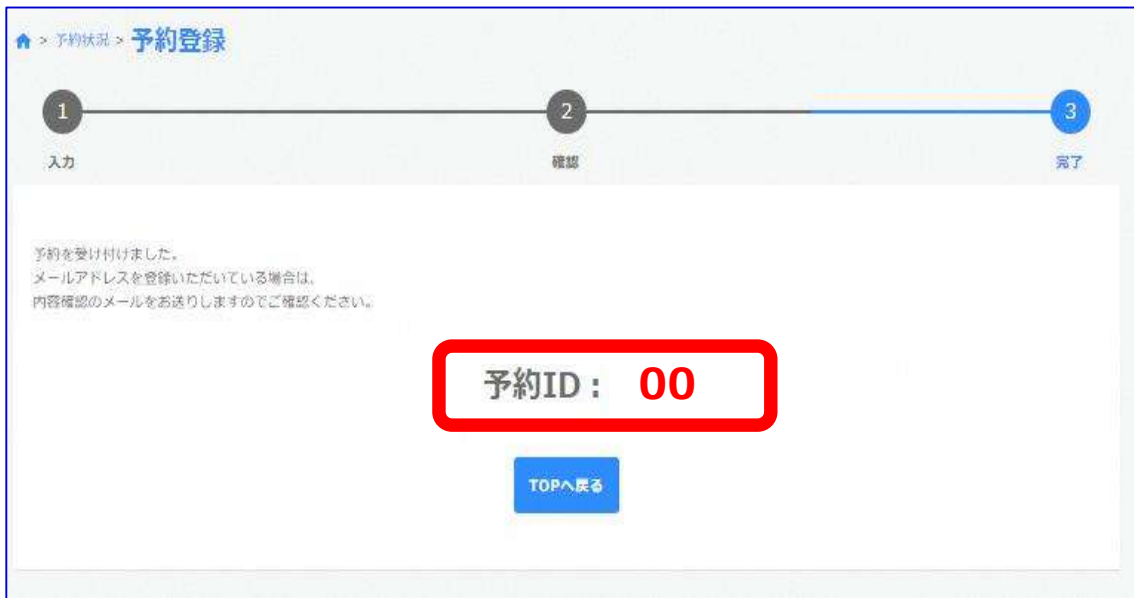 > 予約状況 > 予約登録
1
2
3
入力
確認
完了
予約を受け付けました。
メールアドレスを登録いただいている場合は、
内容確認のメールをお送りしますのでご確認ください。
予約ID： 00
TOPへ戻る